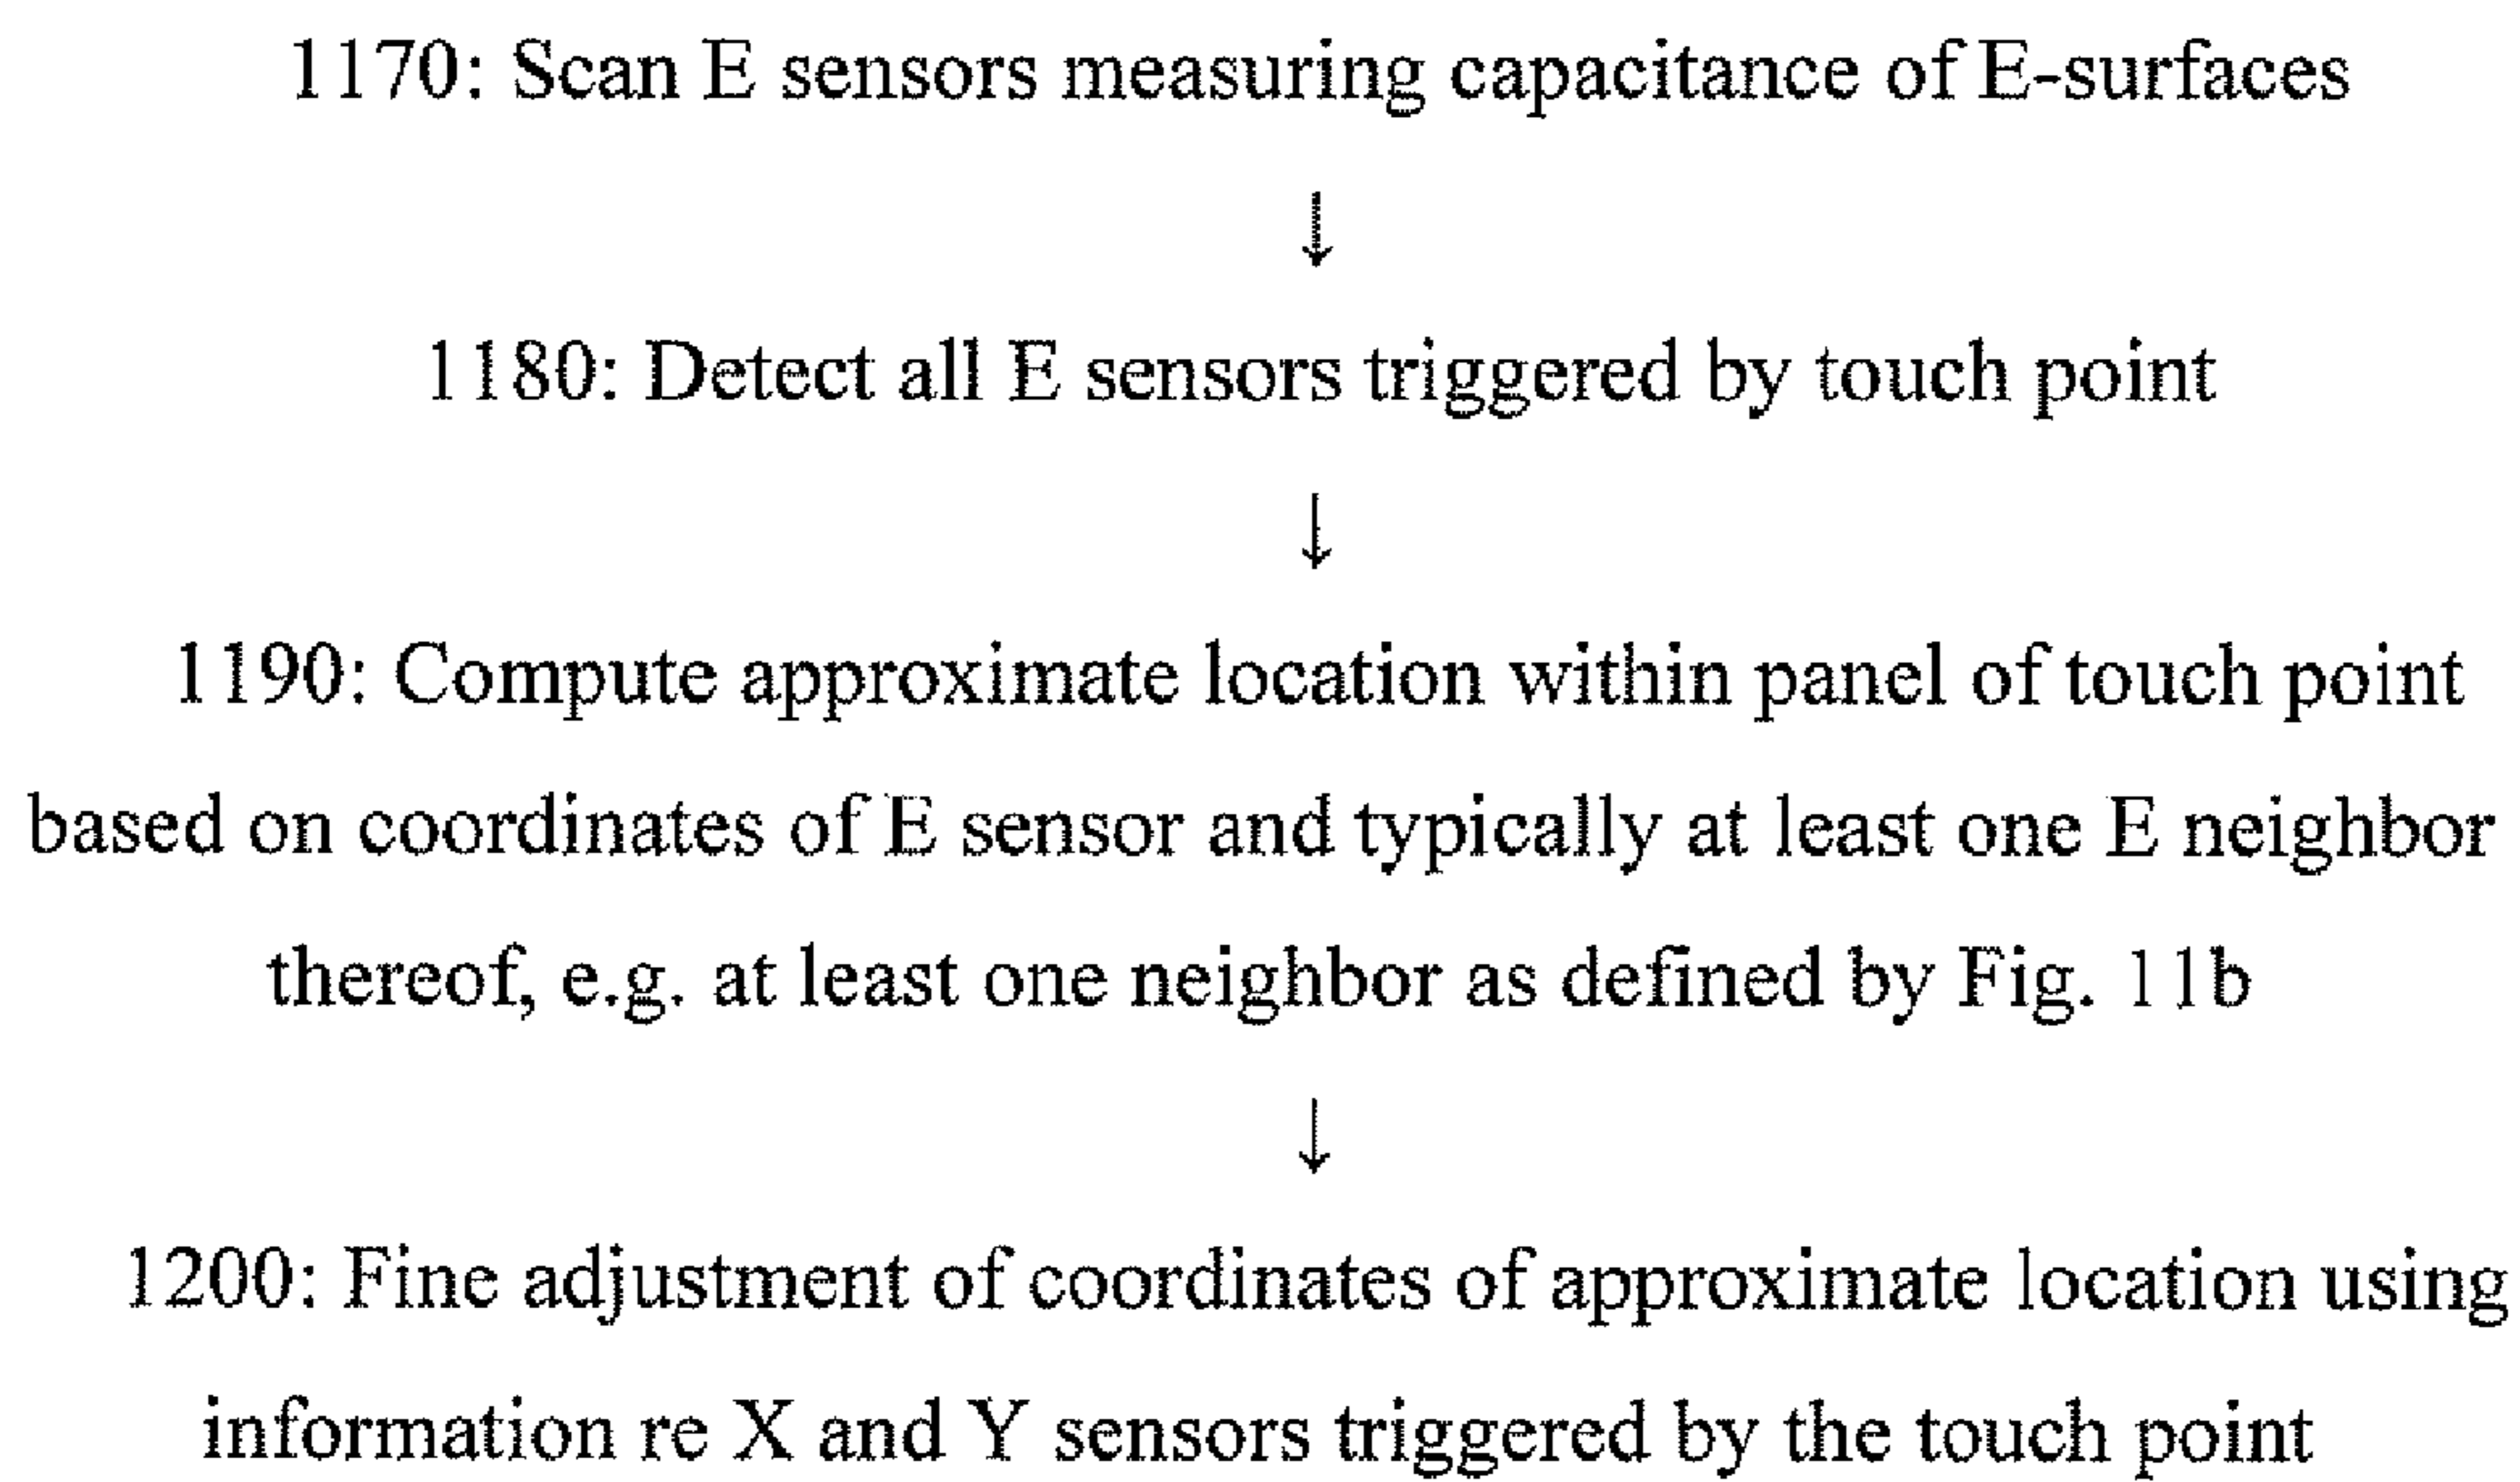 1170: Scan E sensors measuring capacitance of E-surfaces
↓
1180: Detect all E sensors triggered by touch point
↓
1190: Compute approximate location within panel of touch point
based on coordinates of E sensor and typically at least one E neighbor
thereof, e.g. at least one neighbor as defined by Fig. 11b
↓
1200: Fine adjustment of coordinates of approximate location using
information re X and Y sensors triggered by the touch point